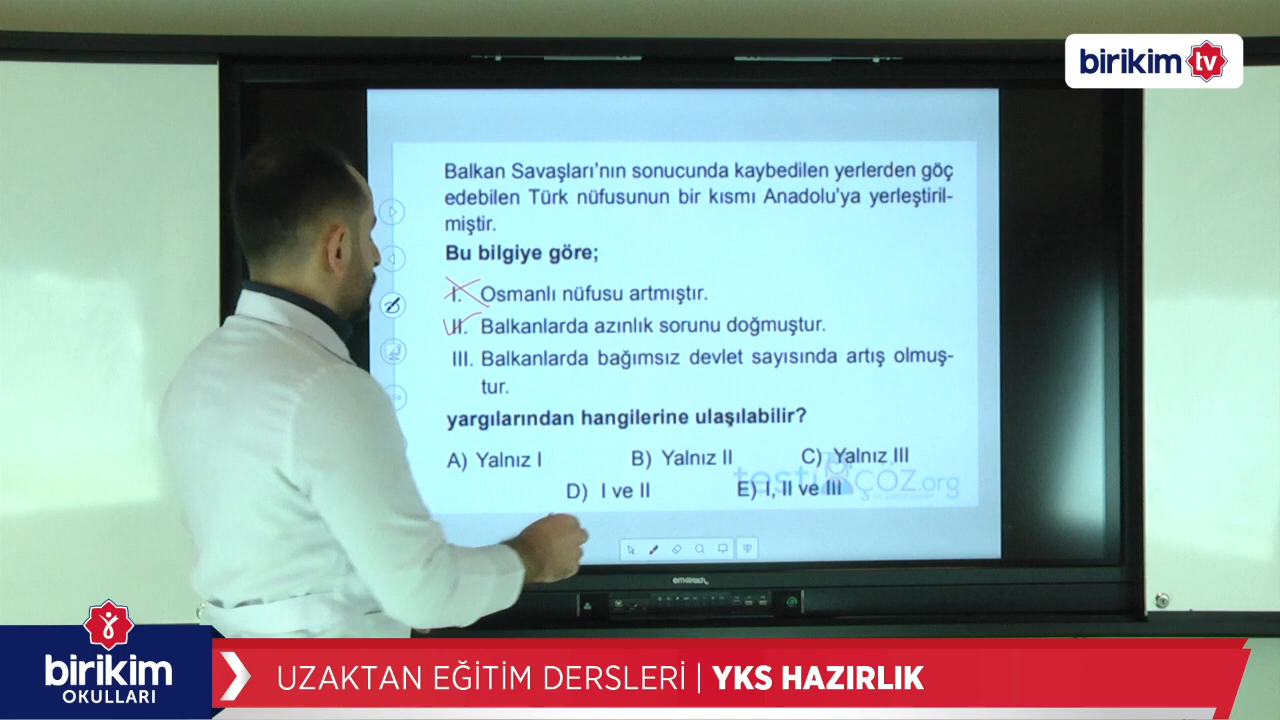 birikim tv
Balkan Savaşları'nın sonucunda kaybedilen yerlerden göç
edebilen Türk nüfusunun bir kısmı Anadolu'ya yerleştiril-
miştir.
Bu bilgiye göre;
I. Osmanlı nüfusu artmıştır.
II. Balkanlarda azınlık sorunu doğmuştur.
III. Balkanlarda bağımsız devlet sayısında artış olmuş-
tur.
yargılarından hangilerine ulaşılabilir?
A) Yalnız I B) Yalnız II C) Yalnız III
D) I ve II E) I, II ve III
birikim
OKULLARI
UZAKTAN EĞİTİM DERSLERİ | YKS HAZIRLIK